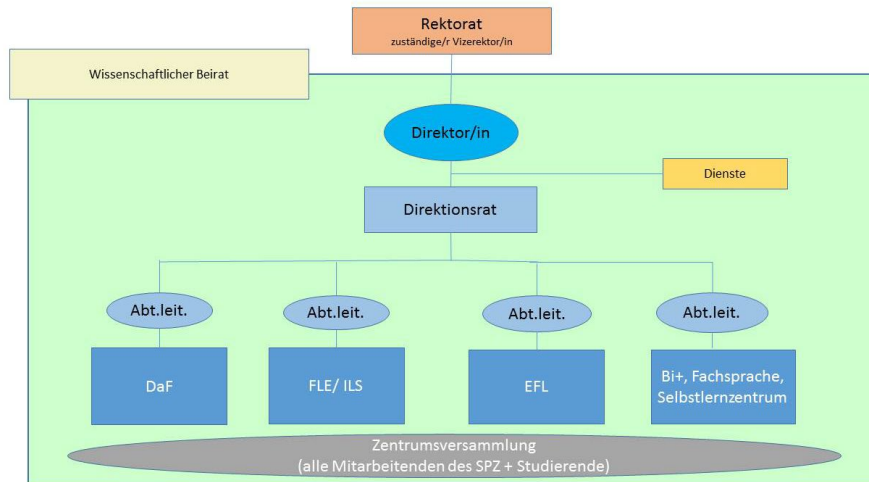 Rektorat
zuständige/r Vizerektor/in
Wissenschaftlicher Beirat
Direktor/in
Dienste
Direktionsrat
Abt.leit.
Abt.leit.
Abt.leit.
Abt.leit.
DaF
FLE/ ILS
EFL
Bi+, Fachsprache,
Selbstlernzentrum
Zentrumsversammlung
(alle Mitarbeitenden des SPZ + Studierende)